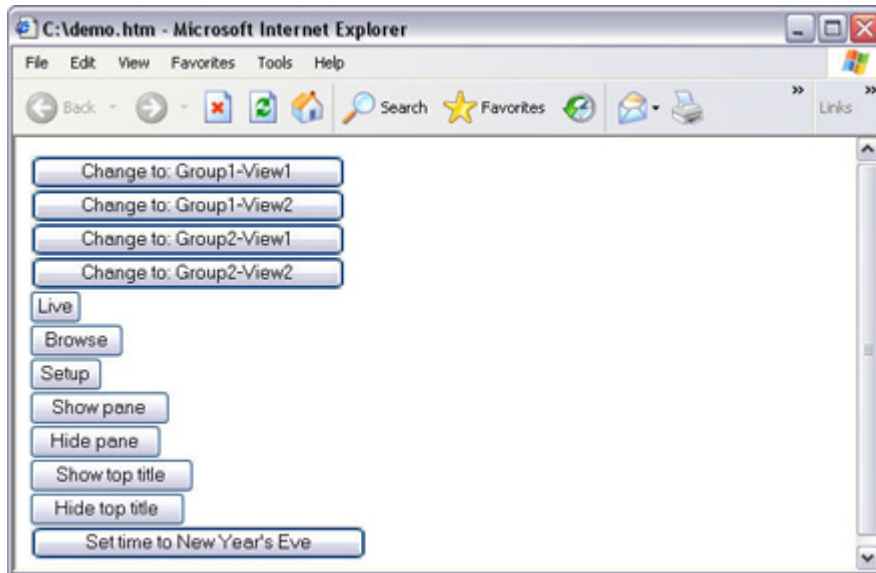 C:\demo.htm - Microsoft Internet Explorer
File Edit View Favorites Tools Help
Back Search Favorites Links
Change to: Group1-View1
Change to: Group1-View2
Change to: Group2-View1
Change to: Group2-View2
Live
Browse
Setup
Show pane
Hide pane
Show top title
Hide top title
Set time to New Year's Eve